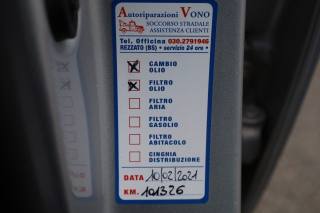 Autoriparazioni Vono
SOCCORSO STRADALE
ASSISTENZA CLIENTI
Tel. Officina 030.2791946
REZZATO (BS) • servizio 24 ore •
CAMBIO
OLIO
FILTRO
OLIO
FILTRO
ARIA
FILTRO
GASOLIO
FILTRO
ABITACOLO
CINGHIA
DISTRIBUZIONE
DATA 10/02/2021
KM. 101326